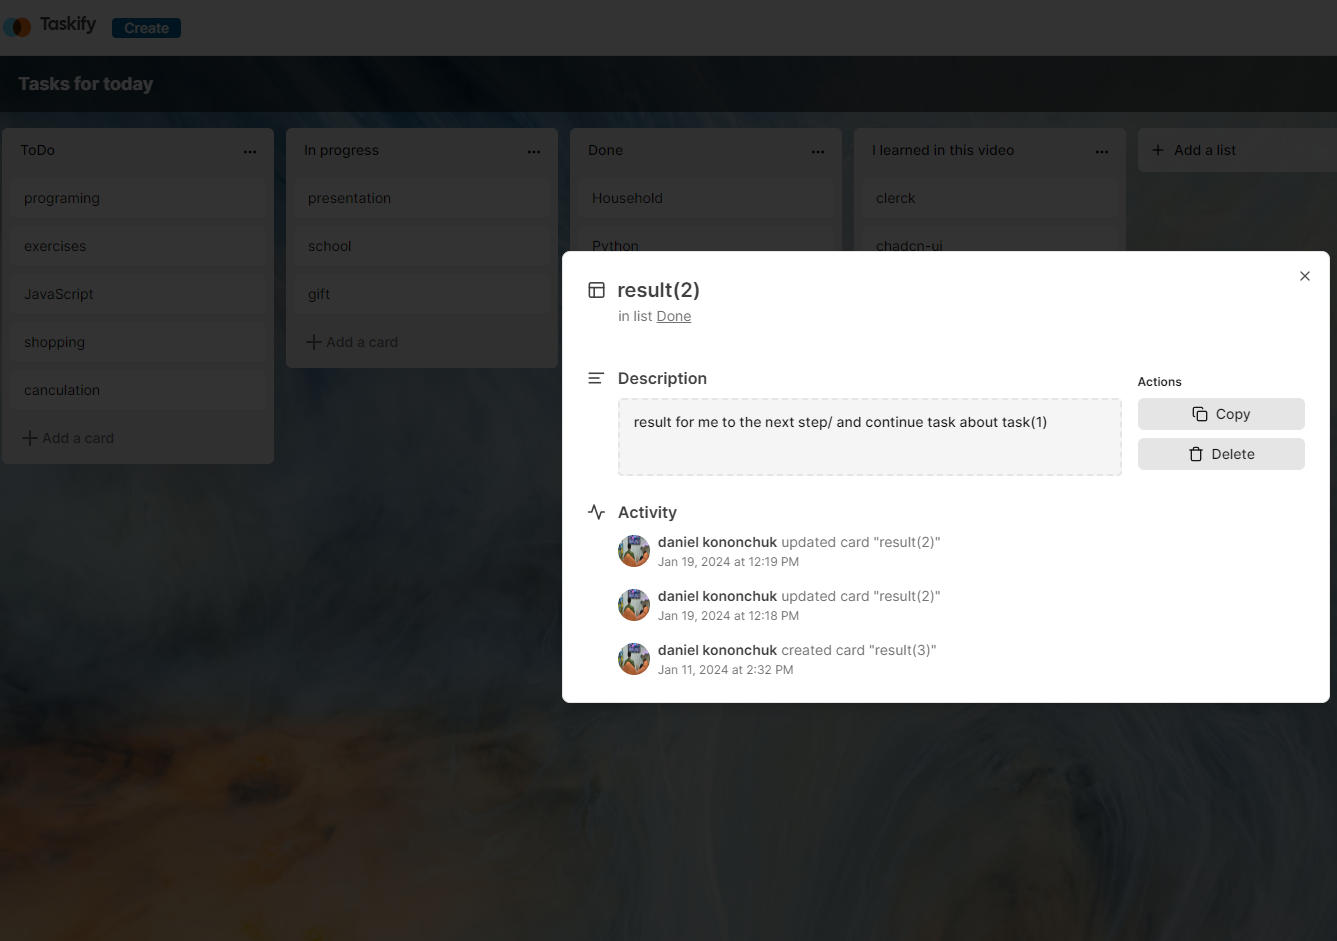 Taskify
Create
Tasks for today
ToDo
programing
exercises
JavaScript
shopping
canculation
Add a card
In progress
presentation
school
gift
Add a card
Done
Household
Python
I learned in this video
clerck
chadcn-ui
Add a list
result(2)
in list Done
Description
result for me to the next step/ and continue task about task(1)
Actions
Copy
Delete
Activity
daniel kononchuk updated card "result(2)"
Jan 19, 2024 at 12:19 PM
daniel kononchuk updated card "result(2)"
Jan 19, 2024 at 12:18 PM
daniel kononchuk created card "result(3)"
Jan 11, 2024 at 2:32 PM